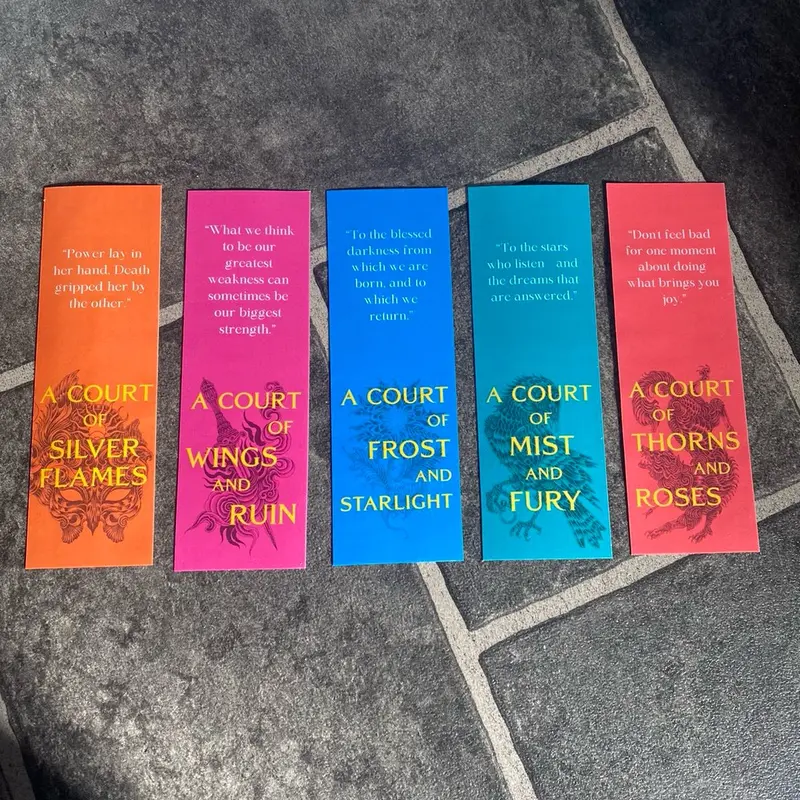 “Power lay in
her hand. Death
gripped her by
the other.”
A COURT
OF
SILVER
FLAMES
“What we think
to be our
greatest
weakness can
sometimes be
our biggest
strength.”
A COURT
OF
WINGS
AND
RUIN
“To the blessed
darkness from
which we are
born, and to
which we
return.”
A COURT
OF
FROST
AND
STARLIGHT
“To the stars
who listen—and
the dreams that
are answered.”
A COURT
OF
MIST
AND
FURY
“Don't feel bad
for one moment
about doing
what brings you
joy.”
A COURT
OF
THORNS
AND
ROSES